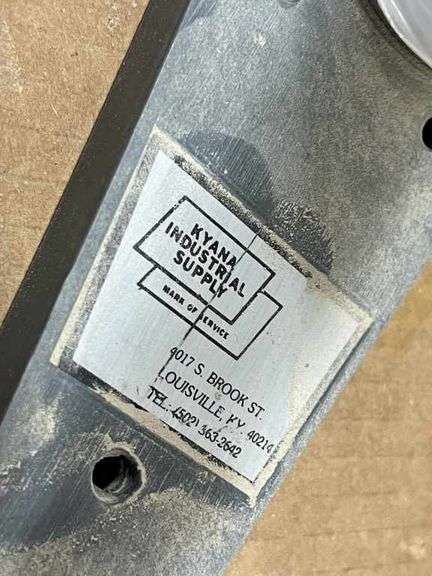 KYANA
INDUSTRIAL
SUPPLY
MARK OF SERVICE
4017 S. BROOK ST.
LOUISVILLE, KY. 40214
TEL: (502) 363-2642